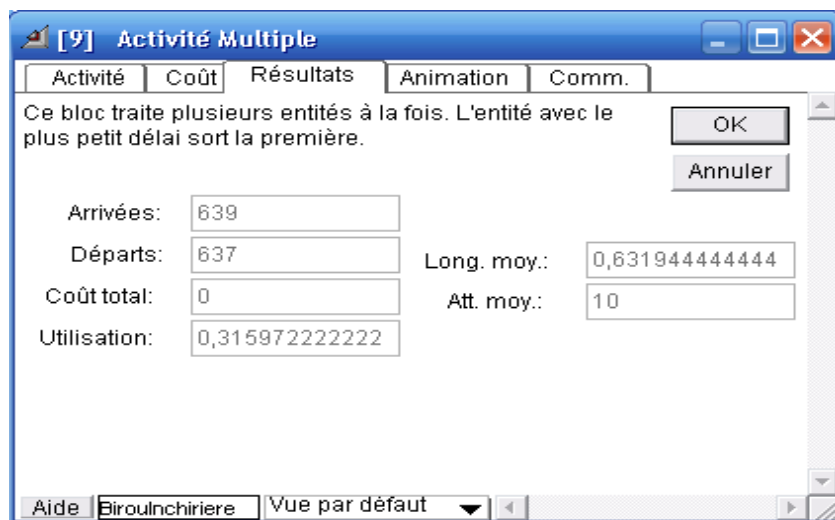 [9] Activité Multiple
Activité Coût Résultats Animation Comm.
Ce bloc traite plusieurs entités à la fois. L'entité avec le
plus petit délai sort la première.
OK
Annuler
Arrivées: 639
Départs: 637
Long. moy.: 0,631944444444
Coût total: 0
Att. moy.: 10
Utilisation: 0,315972222222
Aide BirouInchiriere Vue par défaut